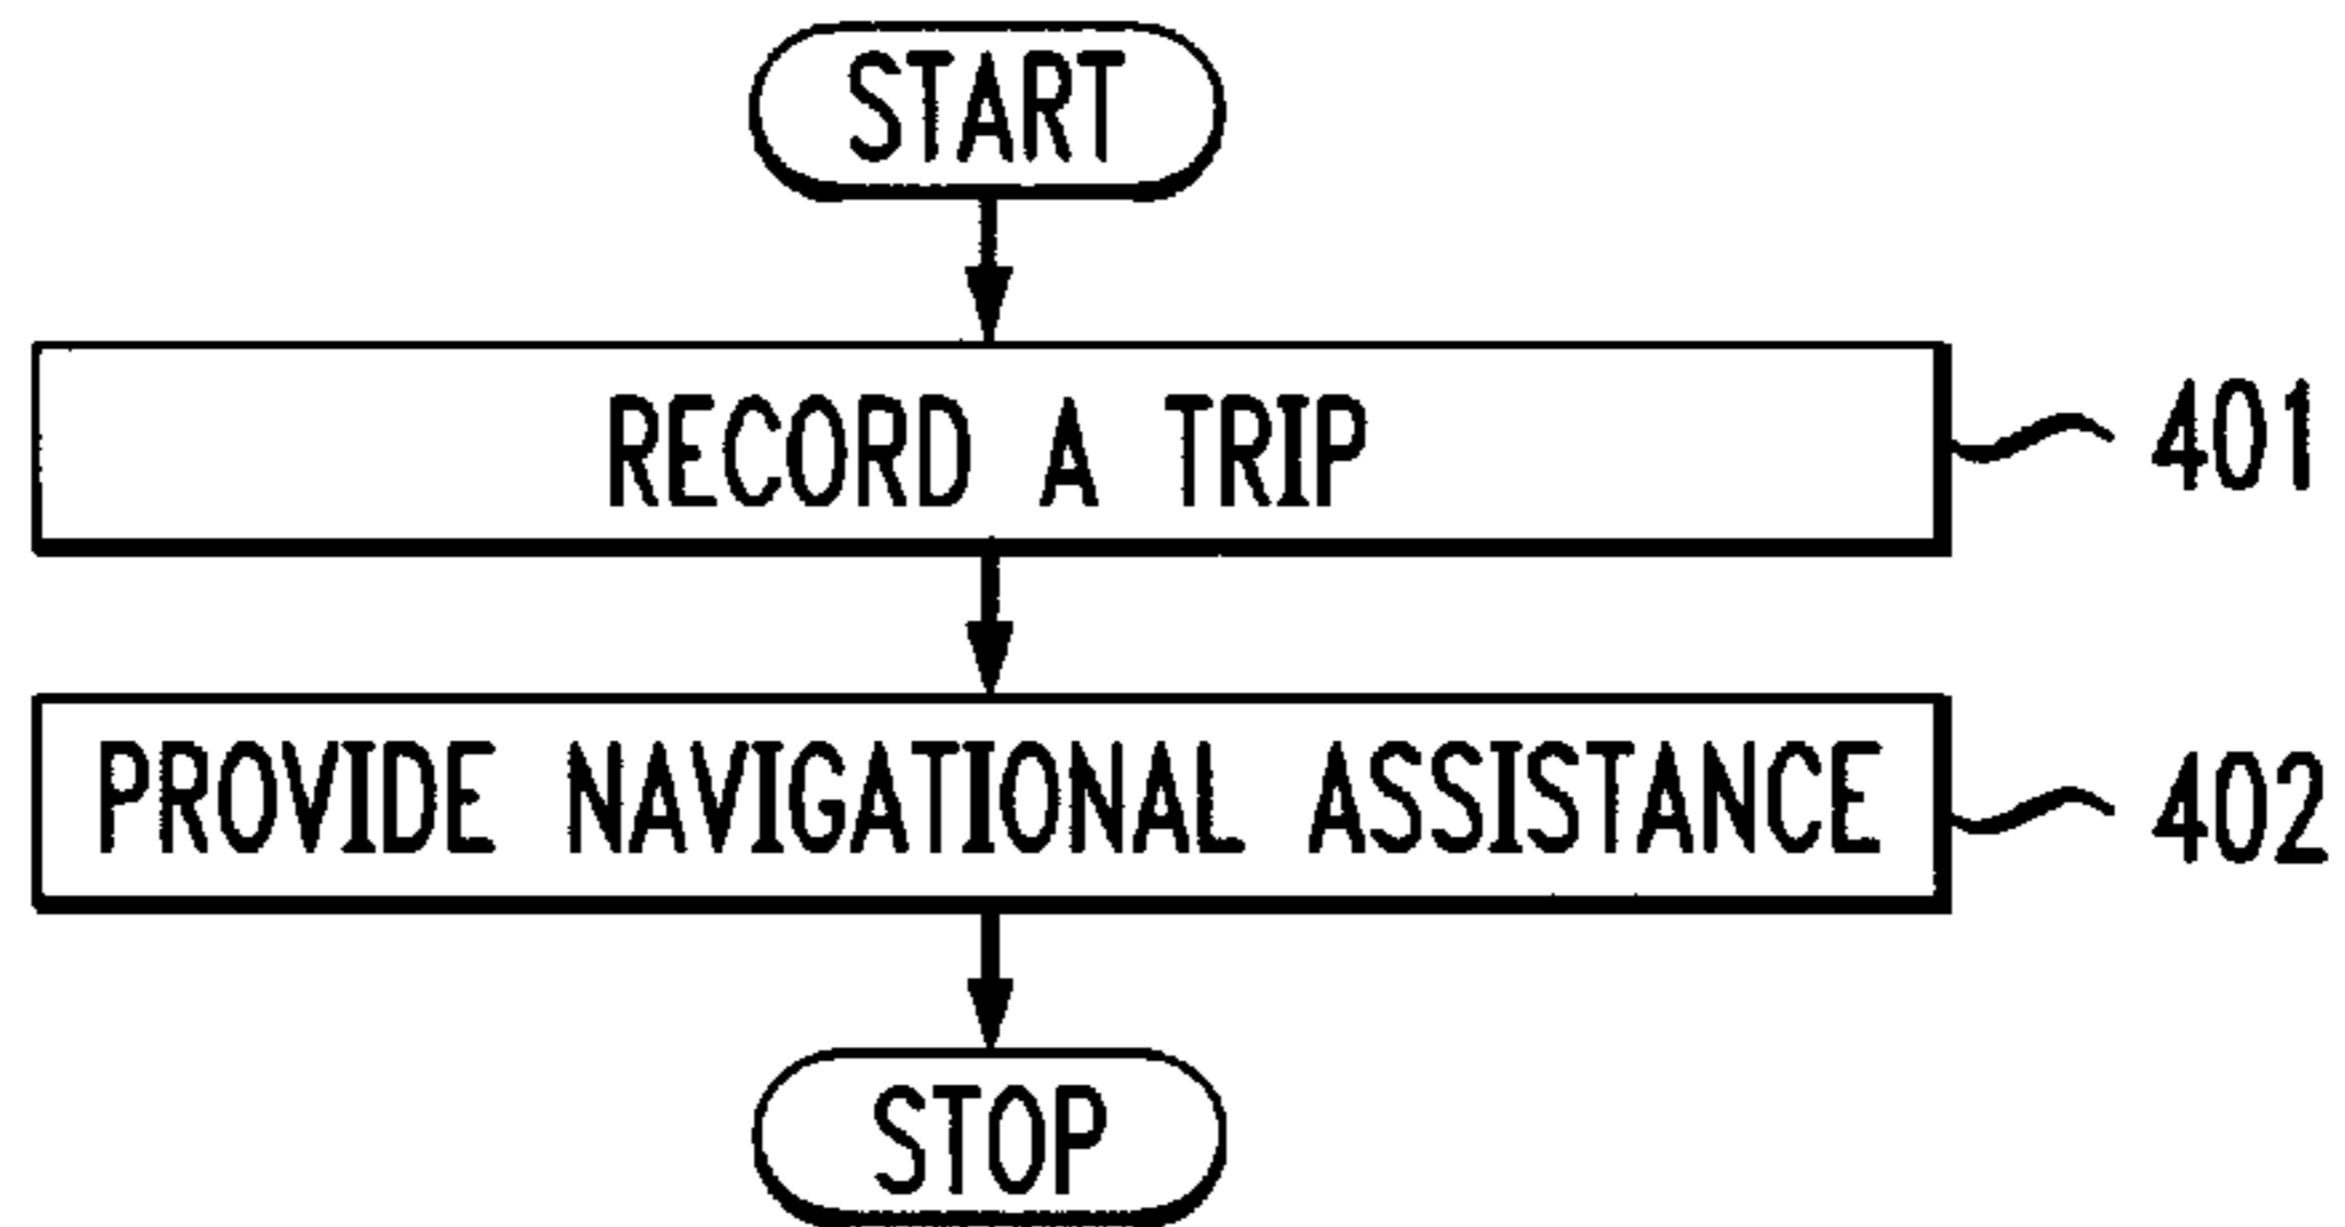 START
RECORD A TRIP
401
PROVIDE NAVIGATIONAL ASSISTANCE
402
STOP